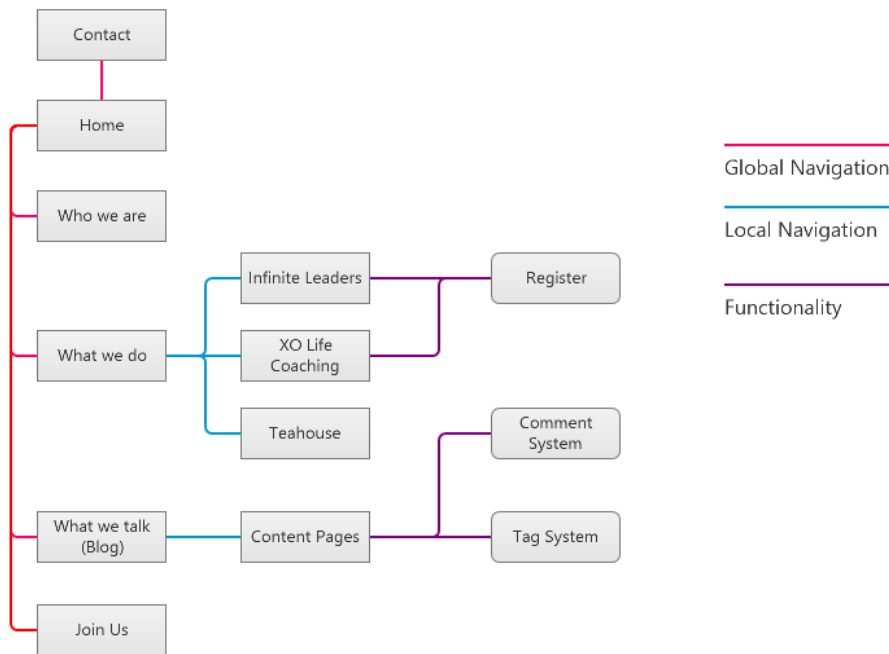 Contact
Home
Who we are
What we do
What we talk
(Blog)
Join Us
Infinite Leaders
XO Life
Coaching
Teahouse
Content Pages
Register
Comment
System
Tag System
Global Navigation
Local Navigation
Functionality